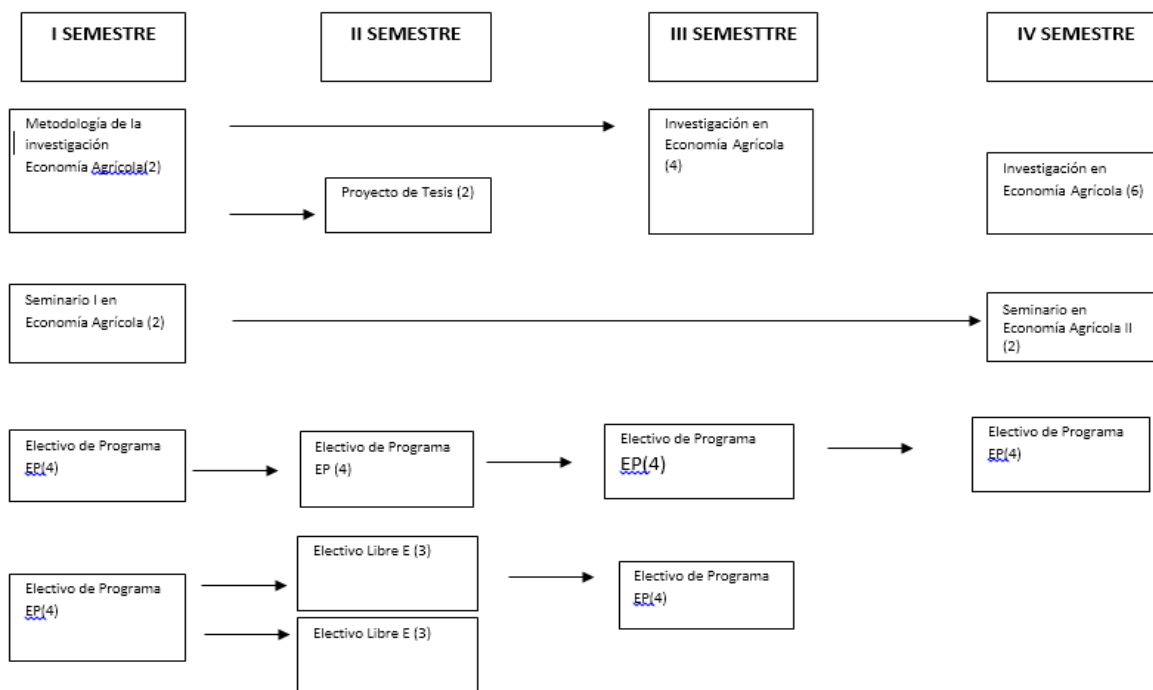 I SEMESTRE
II SEMESTRE
III SEMESTTRE
IV SEMESTRE
Metodología de la
investigación
Economía Agrícola(2)
Proyecto de Tesis (2)
Investigación en
Economía Agrícola
(4)
Investigación en
Economía Agrícola (6)
Seminario I en
Economía Agrícola (2)
Seminario en
Economía Agrícola II
(2)
Electivo de Programa
EP(4)
Electivo de Programa
EP (4)
Electivo de Programa
EP(4)
Electivo de Programa
EP(4)
Electivo de Programa
EP(4)
Electivo Libre E (3)
Electivo Libre E (3)
Electivo de Programa
EP(4)